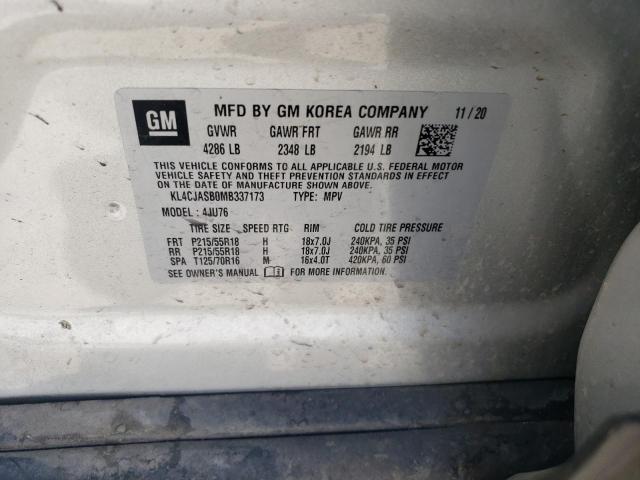 GM MFD BY GM KOREA COMPANY 11/20
GVWR GAWR FRT GAWR RR
4286 LB 2348 LB 2194 LB
THIS VEHICLE CONFORMS TO ALL APPLICABLE U.S. FEDERAL MOTOR
VEHICLE SAFETY AND THEFT PREVENTION STANDARDS IN EFFECT ON
THE DATE OF MANUFACTURE SHOWN ABOVE.
KL4CJASB0MB337173 TYPE: MPV
MODEL: 4JU76
TIRE SIZE SPEED RTG RIM COLD TIRE PRESSURE
FRT P215/55R18 H 18x7.0J 240KPA, 35 PSI
RR P215/55R18 H 18x7.0J 240KPA, 35 PSI
SPA T125/70R16 M 16x4.0T 420KPA, 60 PSI
SEE OWNER'S MANUAL FOR MORE INFORMATION.